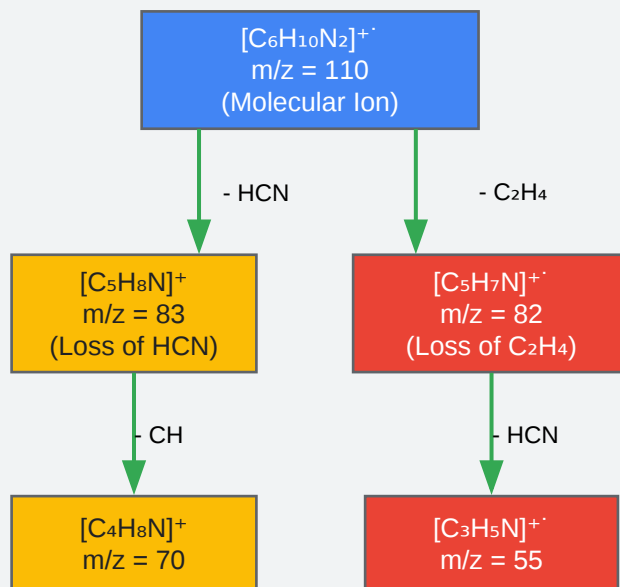 [C₆H₁₀N₂]⁺˙
m/z = 110
(Molecular Ion)
- HCN
- C₂H₄
[C₅H₈N]⁺
m/z = 83
(Loss of HCN)
[C₅H₇N]⁺˙
m/z = 82
(Loss of C₂H₄)
- CH
- HCN
[C₄H₈N]⁺
m/z = 70
[C₃H₅N]⁺˙
m/z = 55